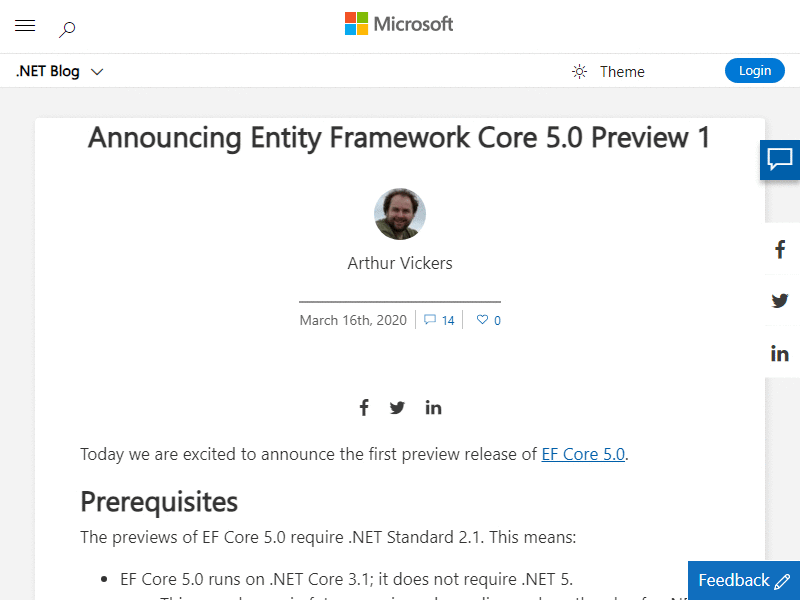 Microsoft
.NET Blog
Theme
Login
Announcing Entity Framework Core 5.0 Preview 1
Arthur Vickers
March 16th, 2020 14 0
Today we are excited to announce the first preview release of EF Core 5.0.
Prerequisites
The previews of EF Core 5.0 require .NET Standard 2.1. This means:
EF Core 5.0 runs on .NET Core 3.1; it does not require .NET 5.
Feedback